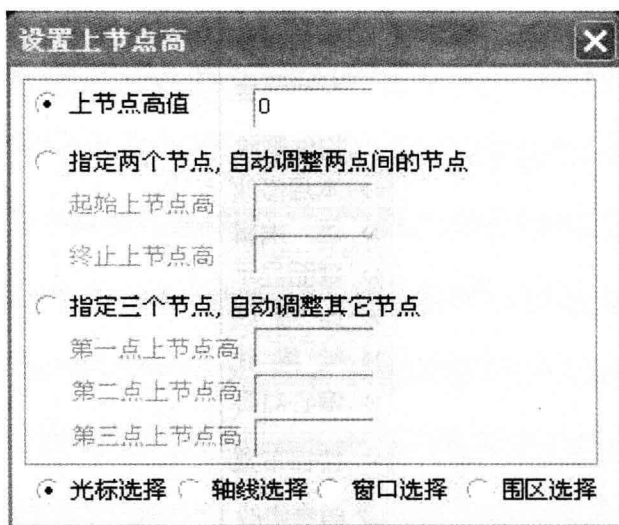 设置上节点高
上节点高值 0
指定两个节点,自动调整两点间的节点
起始上节点高
终止上节点高
指定三个节点,自动调整其它节点
第一点上节点高
第二点上节点高
第三点上节点高
光标选择 轴线选择 窗口选择 围区选择